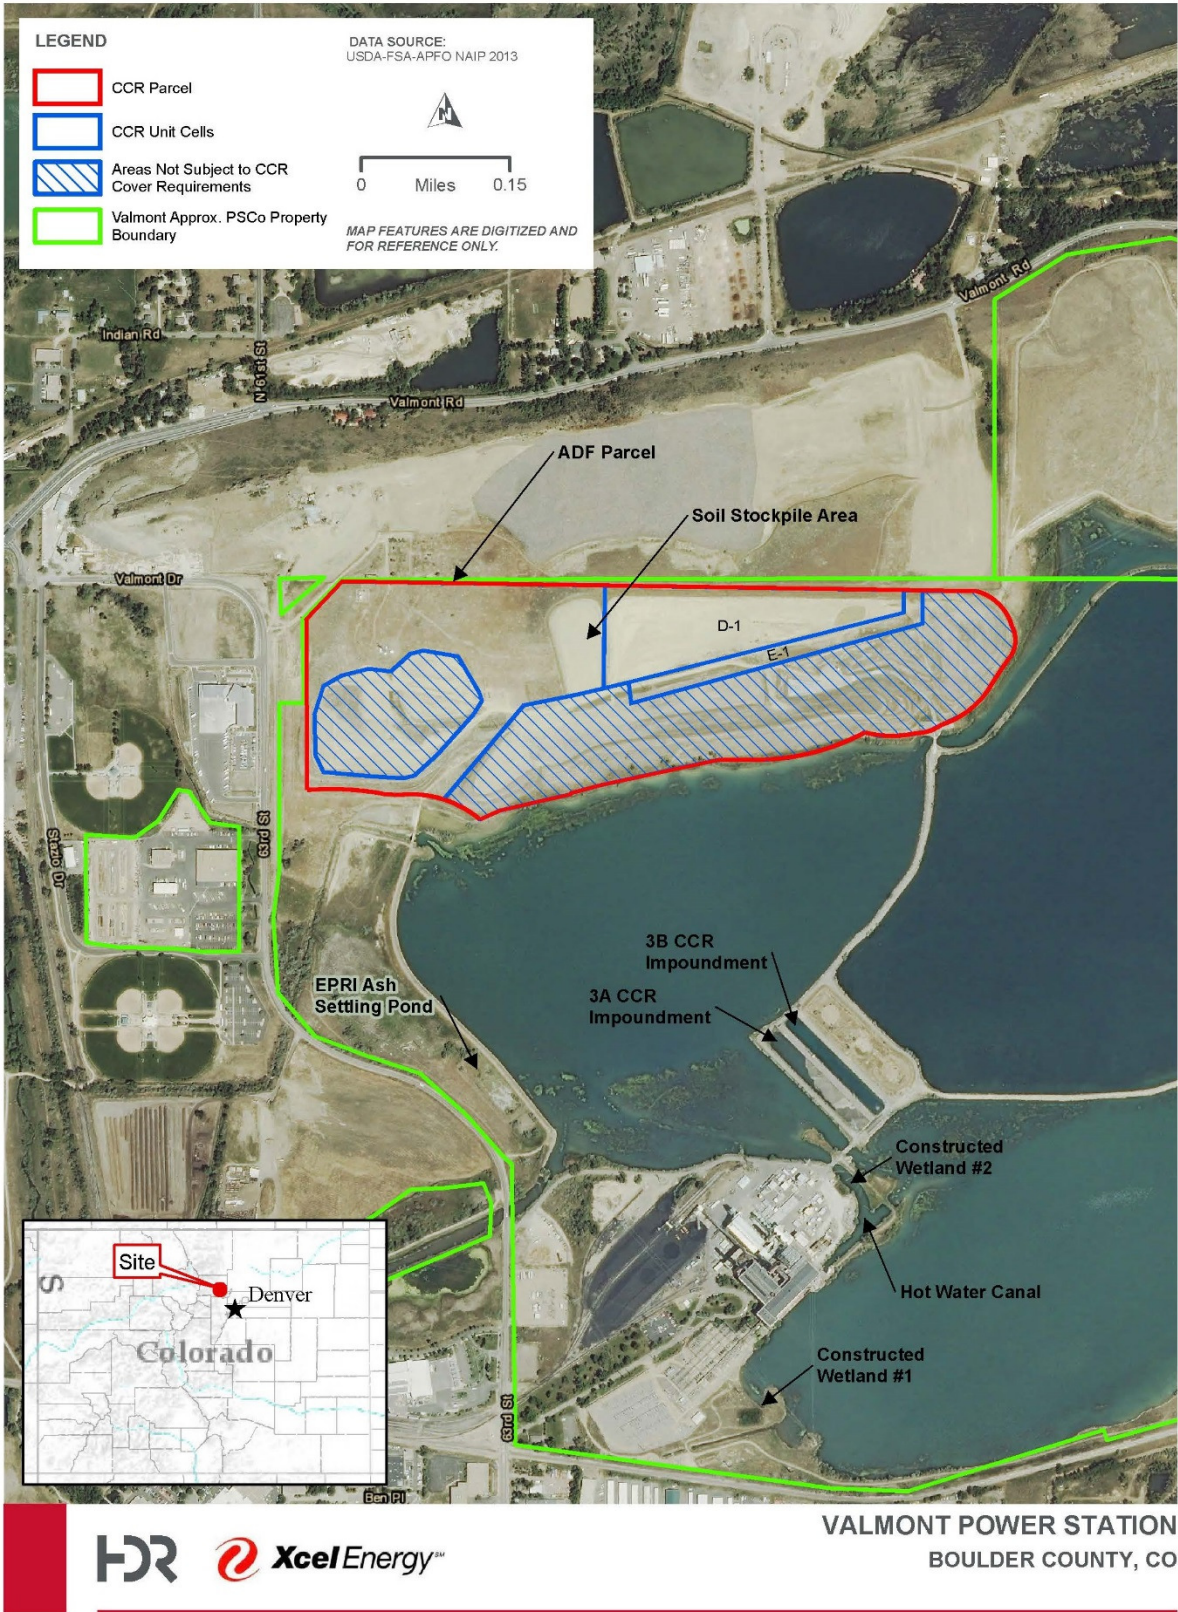 LEGEND
CCR Parcel
CCR Unit Cells
Areas Not Subject to CCR
Cover Requirements
Valmont Approx. PSCo Property
Boundary
DATA SOURCE:
USDA-FSA-APFO NAIP 2013
N
0 Miles 0.15
MAP FEATURES ARE DIGITIZED AND
FOR REFERENCE ONLY.
Valmont Rd
Indian Rd
N 61st St
Valmont Rd
ADF Parcel
Soil Stockpile Area
Valmont Dr
D-1
E-1
63rd St
Stazio Dr
3B CCR
Impoundment
3A CCR
Impoundment
EPRI Ash
Settling Pond
Constructed
Wetland #2
Hot Water Canal
Constructed
Wetland #1
63rd St
Ben Pl
Site
Denver
Colorado
S
HDR
Xcel Energy SM
VALMONT POWER STATION
BOULDER COUNTY, CO